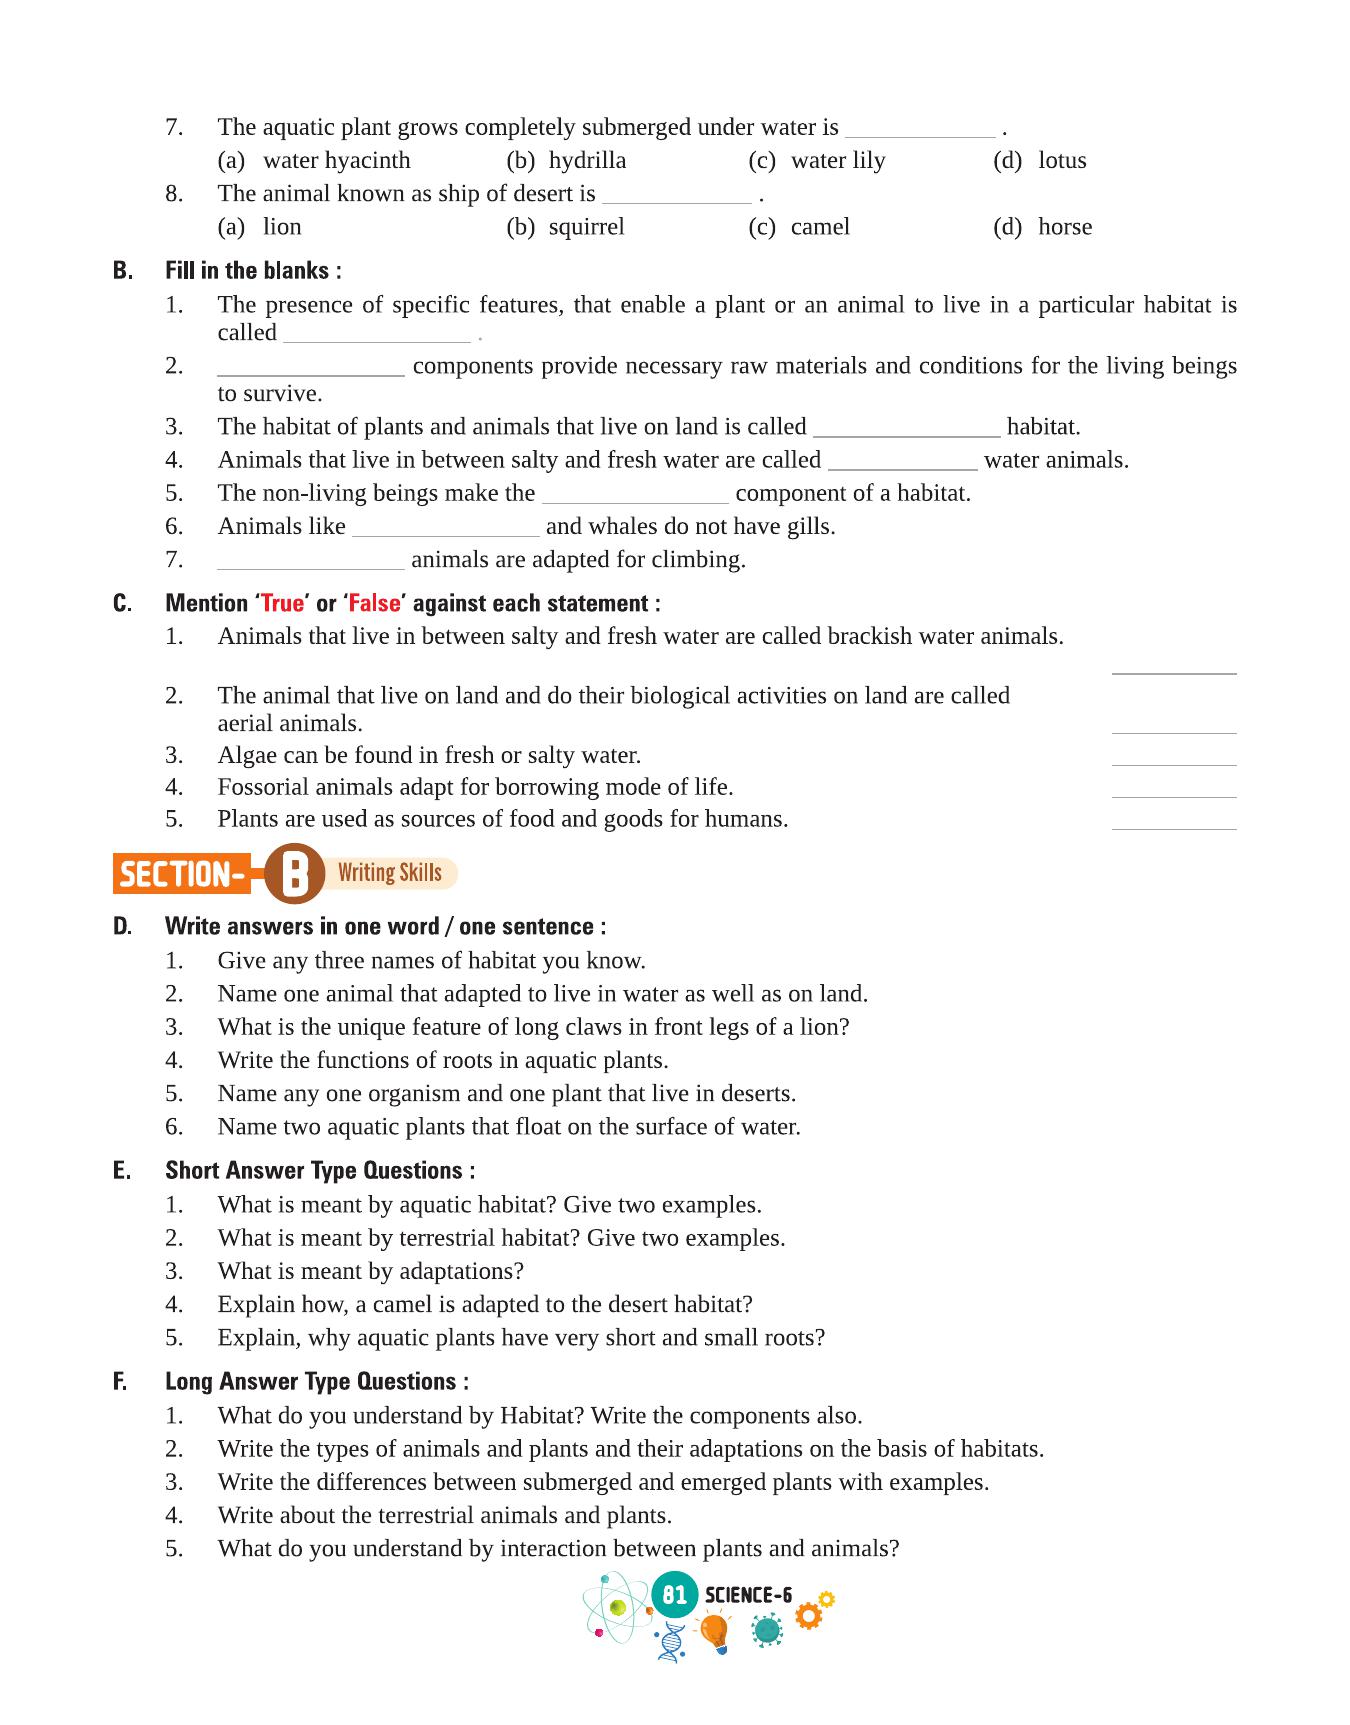 7. The aquatic plant grows completely submerged under water is ____________ .
(a) water hyacinth (b) hydrilla (c) water lily (d) lotus
8. The animal known as ship of desert is ____________ .
(a) lion (b) squirrel (c) camel (d) horse
B. Fill in the blanks :
1. The presence of specific features, that enable a plant or an animal to live in a particular habitat is
called _______________ .
2. _______________ components provide necessary raw materials and conditions for the living beings
to survive.
3. The habitat of plants and animals that live on land is called _______________ habitat.
4. Animals that live in between salty and fresh water are called ____________ water animals.
5. The non-living beings make the _______________ component of a habitat.
6. Animals like _______________ and whales do not have gills.
7. _______________ animals are adapted for climbing.
C. Mention ‘True’ or ‘False’ against each statement :
1. Animals that live in between salty and fresh water are called brackish water animals.
__________
2. The animal that live on land and do their biological activities on land are called
aerial animals. __________
3. Algae can be found in fresh or salty water. __________
4. Fossorial animals adapt for borrowing mode of life. __________
5. Plants are used as sources of food and goods for humans. __________
SECTION- B Writing Skills
D. Write answers in one word / one sentence :
1. Give any three names of habitat you know.
2. Name one animal that adapted to live in water as well as on land.
3. What is the unique feature of long claws in front legs of a lion?
4. Write the functions of roots in aquatic plants.
5. Name any one organism and one plant that live in deserts.
6. Name two aquatic plants that float on the surface of water.
E. Short Answer Type Questions :
1. What is meant by aquatic habitat? Give two examples.
2. What is meant by terrestrial habitat? Give two examples.
3. What is meant by adaptations?
4. Explain how, a camel is adapted to the desert habitat?
5. Explain, why aquatic plants have very short and small roots?
F. Long Answer Type Questions :
1. What do you understand by Habitat? Write the components also.
2. Write the types of animals and plants and their adaptations on the basis of habitats.
3. Write the differences between submerged and emerged plants with examples.
4. Write about the terrestrial animals and plants.
5. What do you understand by interaction between plants and animals?
81 SCIENCE-6